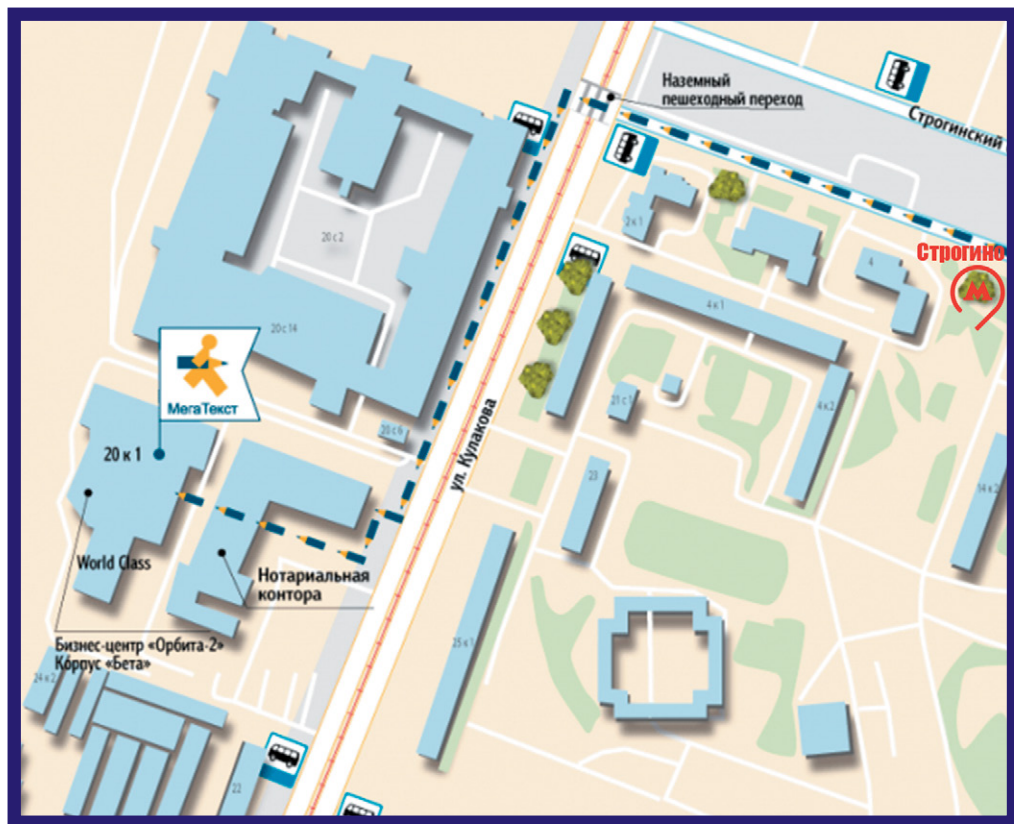 Наземный
пешеходный переход
Строгинский
Строгино
М
2 к 1
4
4 к 1
20 с 2
20 с 14
МегаТекст
20 с 6
21 с 1
4 к 2
ул. Кулакова
20 к 1
23
14 к 2
World Class
Нотариальная
контора
Бизнес-центр «Орбита-2»
Корпус «Бета»
25 к 1
24 к 2
22